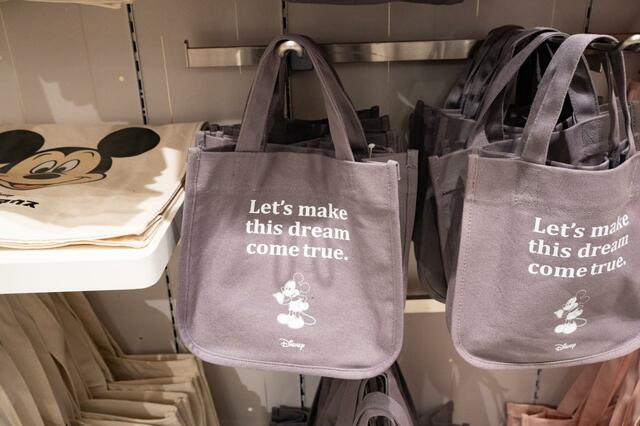 Let's make
this dream
come true.
Disney
Let's make
this dream
come true.
Disney